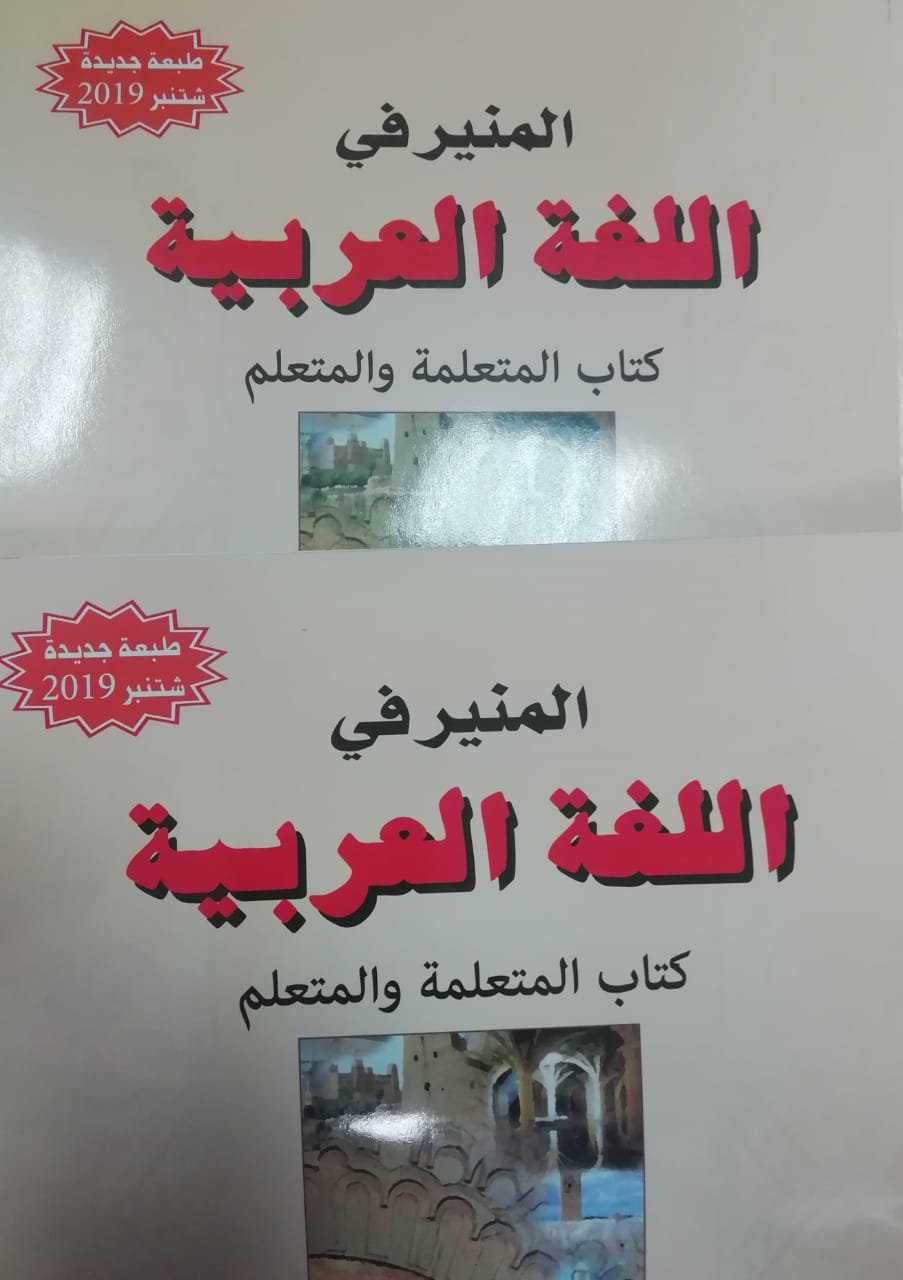 طبعة جديدة
شتنبر 2019
المنير في
اللغة العربية
كتاب المتعلمة والمتعلم
طبعة جديدة
شتنبر 2019
المنير في
اللغة العربية
كتاب المتعلمة والمتعلم